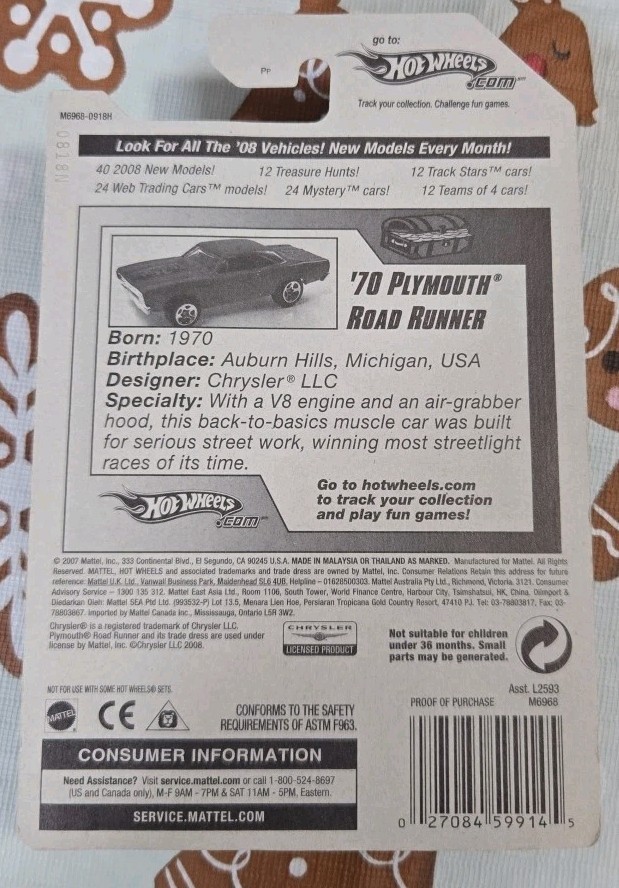 go to:
HOT WHEELS
.COM™
Track your collection. Challenge fun games.
PP
M6968-0918H
0818N
Look For All The '08 Vehicles! New Models Every Month!
40 2008 New Models! 12 Treasure Hunts! 12 Track Stars™ cars!
24 Web Trading Cars™ models! 24 Mystery™ cars! 12 Teams of 4 cars!
'70 PLYMOUTH®
ROAD RUNNER
Born: 1970
Birthplace: Auburn Hills, Michigan, USA
Designer: Chrysler® LLC
Specialty: With a V8 engine and an air-grabber
hood, this back-to-basics muscle car was built
for serious street work, winning most streetlight
races of its time.
HOT WHEELS
.COM™
Go to hotwheels.com
to track your collection
and play fun games!
© 2007 Mattel, Inc., 333 Continental Blvd., El Segundo, CA 90245 U.S.A. MADE IN MALAYSIA OR THAILAND AS MARKED. Manufactured for Mattel. All Rights
Reserved. MATTEL, HOT WHEELS and associated trademarks and trade dress are owned by Mattel, Inc. Consumer Relations Retain this address for future
reference: Mattel U.K. Ltd., Vanwall Business Park, Maidenhead SL6 4UB. Helpline – 01628500303. Mattel Australia Pty Ltd., Richmond, Victoria. 3121. Consumer
Advisory Service – 1300 135 312. Mattel East Asia Ltd., Room 1106, South Tower, World Finance Centre, Harbour City, Tsimshatsui, HK, China. Diimport &
Diedarkan Oleh: Mattel SEA Ptd Ltd. (993532-P) Lot 13.5, Menara Lien Hoe, Persiaran Tropicana Gold Country Resort, 47410 PJ. Tel: 03-78803817, Fax: 03-
78803867. Imported by Mattel Canada Inc., Mississauga, Ontario L5R 3W2.
Chrysler® is a registered trademark of Chrysler LLC.
Plymouth® Road Runner and its trade dress are used under
license by Mattel, Inc. ©Chrysler LLC 2008.
CHRYSLER
LICENSED PRODUCT
Not suitable for children
under 36 months. Small
parts may be generated.
NOT FOR USE WITH SOME HOT WHEELS® SETS.
MATTEL
CE
CONFORMS TO THE SAFETY
REQUIREMENTS OF ASTM F963.
Asst. L2593
PROOF OF PURCHASE M6968
CONSUMER INFORMATION
Need Assistance? Visit service.mattel.com or call 1-800-524-8697
(US and Canada only), M-F 9AM - 7PM & SAT 11AM - 5PM, Eastern.
SERVICE.MATTEL.COM
0 27084 59914 5